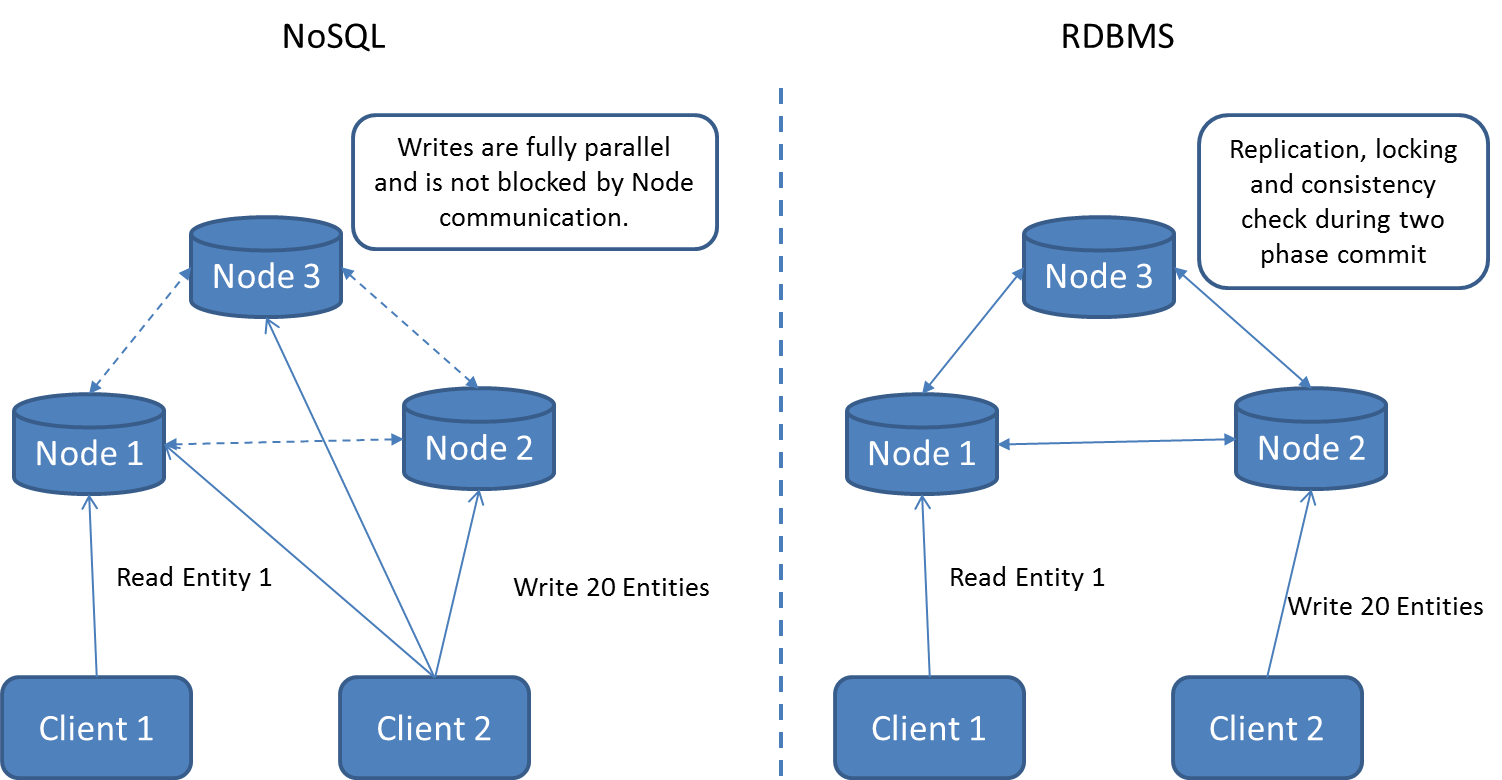 NoSQL
Writes are fully parallel
and is not blocked by Node
communication.
Node 3
Node 1
Node 2
Read Entity 1
Write 20 Entities
Client 1
Client 2
RDBMS
Replication, locking
and consistency
check during two
phase commit
Node 3
Node 1
Node 2
Read Entity 1
Write 20 Entities
Client 1
Client 2